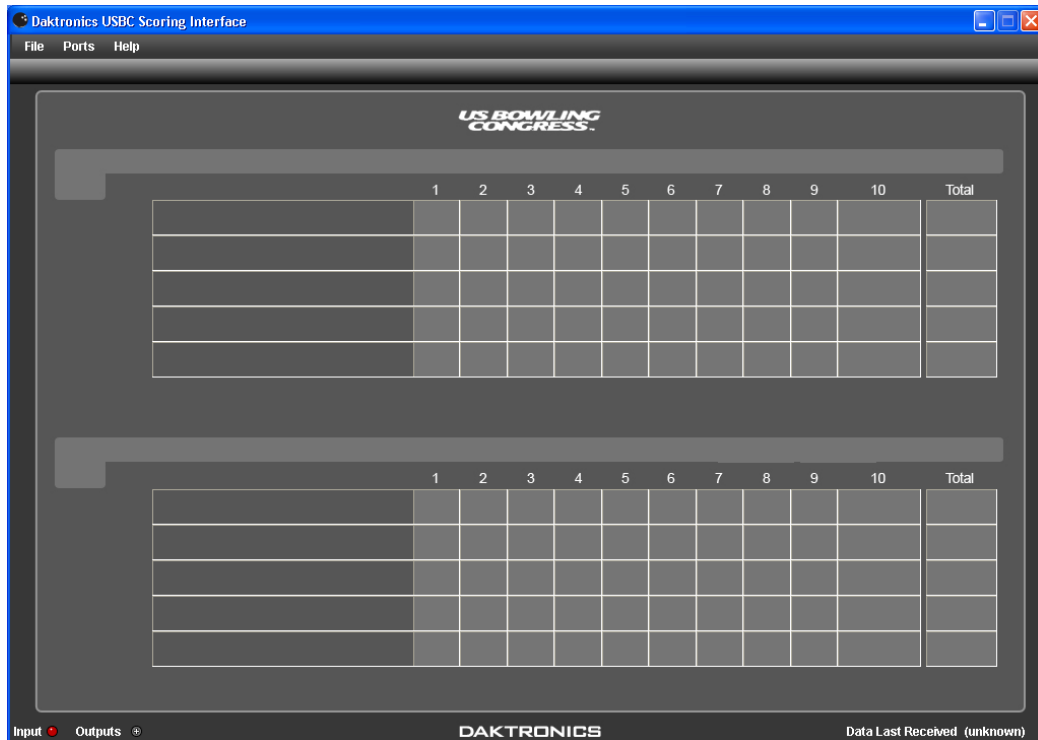 Daktronics USBC Scoring Interface
File Ports Help
US BOWLING
CONGRESS™
1 2 3 4 5 6 7 8 9 10 Total
1 2 3 4 5 6 7 8 9 10 Total
Input Outputs DAKTRONICS Data Last Received (unknown)